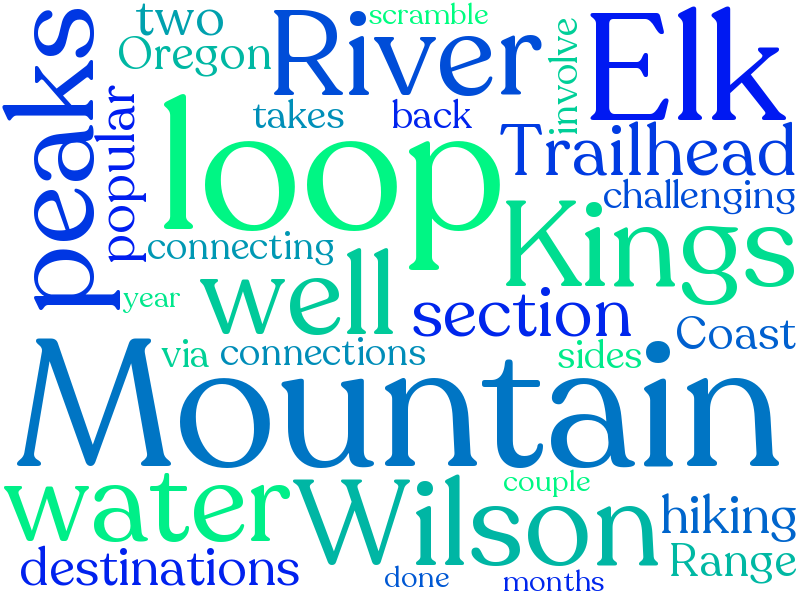 two
scramble
River
Elk
peaks
Oregon
involve
popular
takes
back
loop
Trailhead
challenging
Kings
connecting
well
year
section
Coast
via
connections
sides
Mountain
water
Wilson
couple
hiking
Range
destinations
done
months